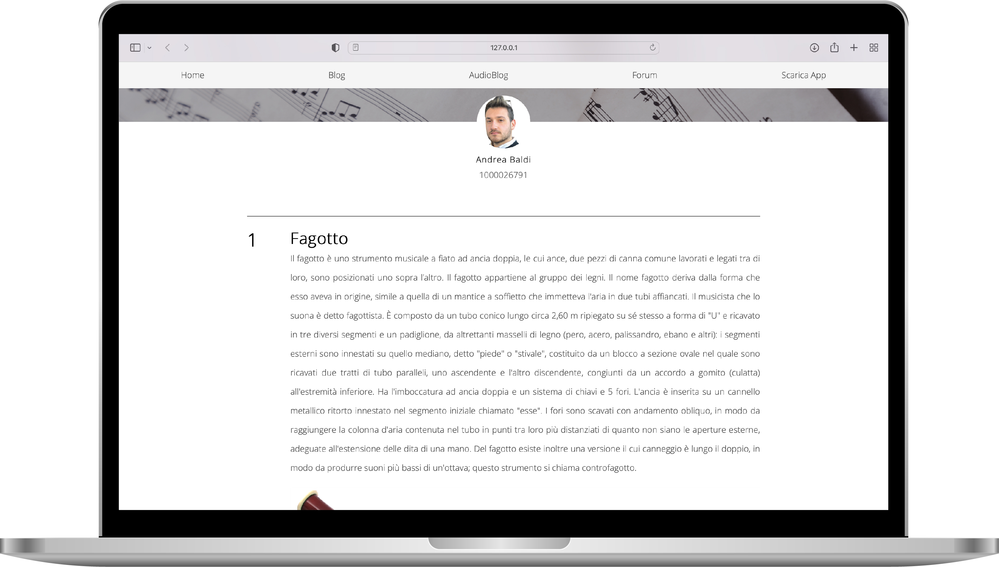 127.0.0.1
Home Blog AudioBlog Forum Scarica App
Andrea Baldi
1000026791
1 Fagotto
Il fagotto è uno strumento musicale a fiato ad ancia doppia, le cui ance, due pezzi di canna comune lavorati e legati tra di
loro, sono posizionati uno sopra l'altro. Il fagotto appartiene al gruppo dei legni. Il nome fagotto deriva dalla forma che
esso aveva in origine, simile a quella di un mantice a soffietto che immetteva l'aria in due tubi affiancati. Il musicista che lo
suona è detto fagottista. È composto da un tubo conico lungo circa 2,60 m ripiegato su sé stesso a forma di "U" e ricavato
in tre diversi segmenti e un padiglione, da altrettanti masselli di legno (pero, acero, palissandro, ebano e altri): i segmenti
esterni sono innestati su quello mediano, detto "piede" o "stivale", costituito da un blocco a sezione ovale nel quale sono
ricavati due tratti di tubo paralleli, uno ascendente e l'altro discendente, congiunti da un accordo a gomito (culatta)
all'estremità inferiore. Ha l'imboccatura ad ancia doppia e un sistema di chiavi e 5 fori. L'ancia è inserita su un cannello
metallico ritorto innestato nel segmento iniziale chiamato "esse". I fori sono scavati con andamento obliquo, in modo da
raggiungere la colonna d'aria contenuta nel tubo in punti tra loro più distanziati di quanto non siano le aperture esterne,
adeguate all'estensione delle dita di una mano. Del fagotto esiste inoltre una versione il cui canneggio è lungo il doppio, in
modo da produrre suoni più bassi di un'ottava; questo strumento si chiama controfagotto.